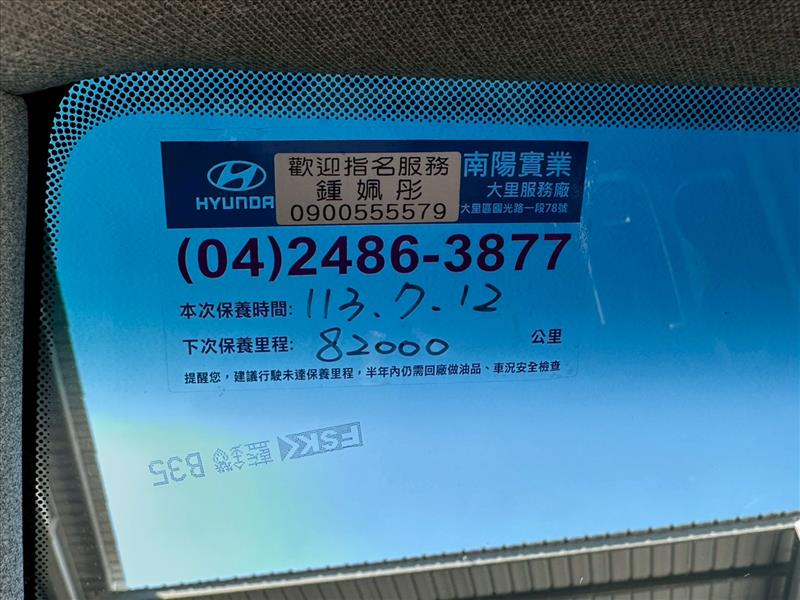 HYUNDAI
歡迎指名服務
鍾姵彤
0900555579
南陽實業
大里服務廠
大里區國光路一段78號
(04)2486-3877
本次保養時間: 113.7.12
下次保養里程: 82000 公里
提醒您，建議行駛未達保養里程，半年內仍需回廠做油品、車況安全檢查
FSK
B35